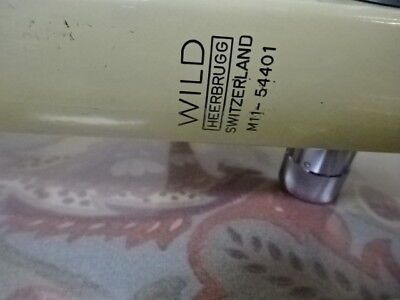 WILD
HEERBRUGG
SWITZERLAND
M11- 54401